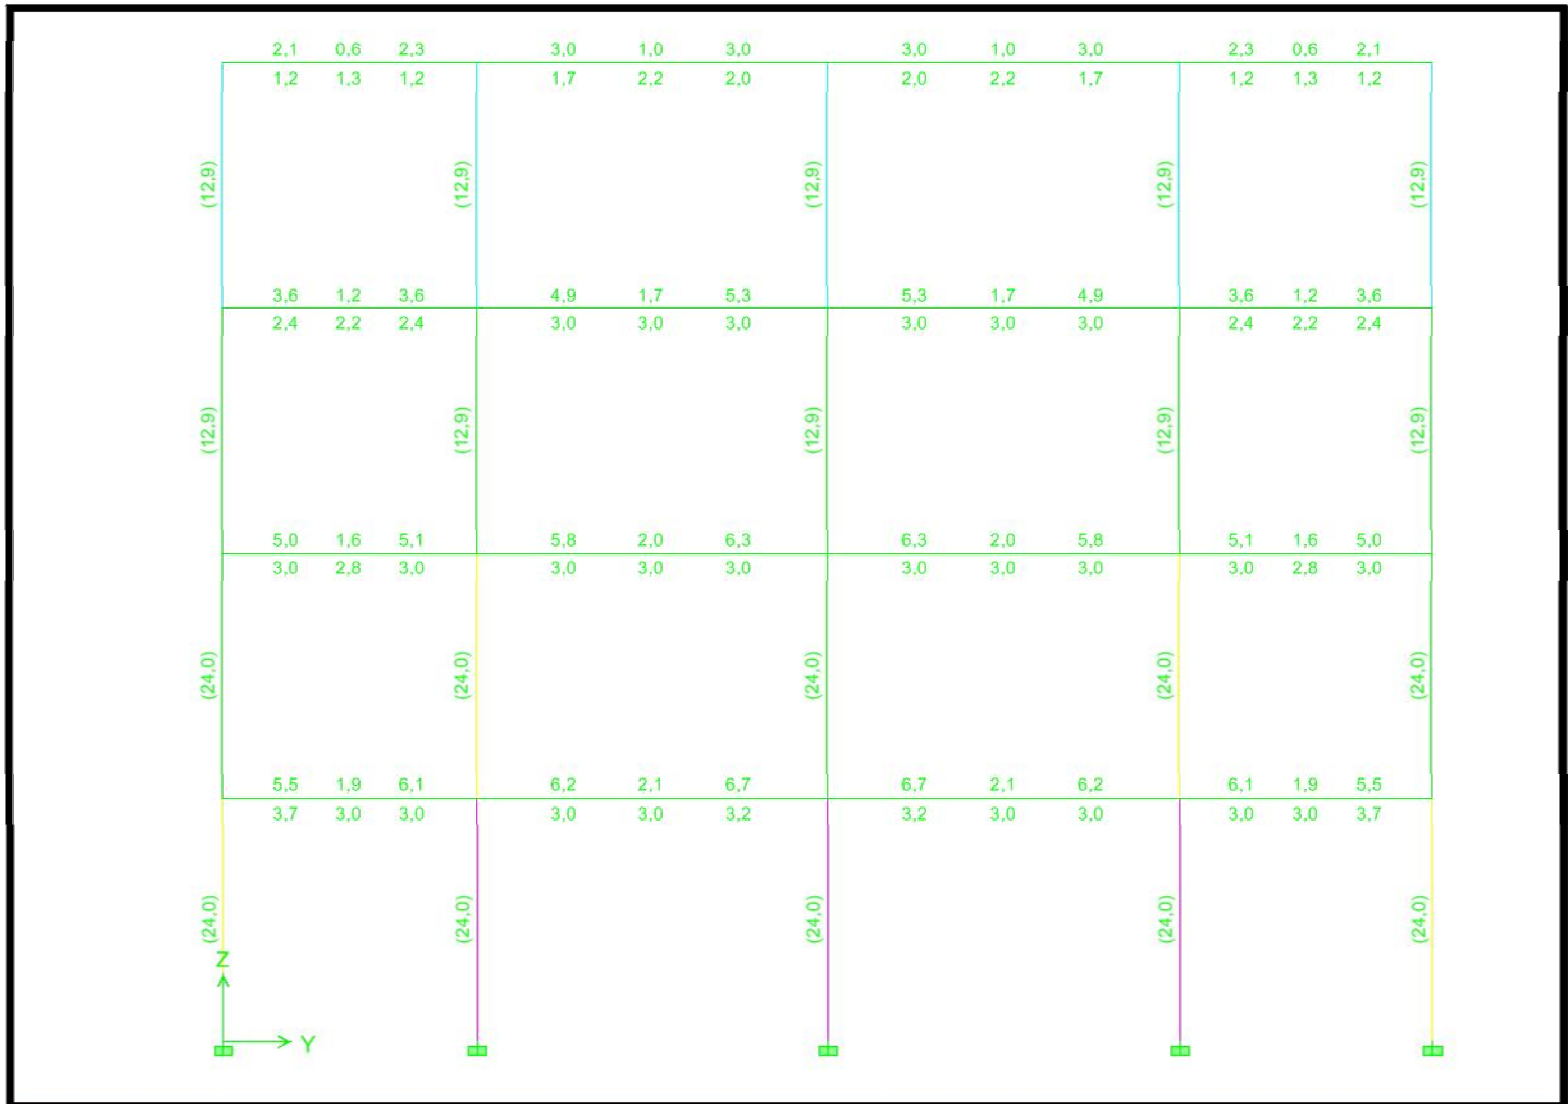 2,1 0,6 2,3 3,0 1,0 3,0 3,0 1,0 3,0 2,3 0,6 2,1
1,2 1,3 1,2 1,7 2,2 2,0 2,0 2,2 1,7 1,2 1,3 1,2
(12,9) (12,9) (12,9) (12,9) (12,9)
3,6 1,2 3,6 4,9 1,7 5,3 5,3 1,7 4,9 3,6 1,2 3,6
2,4 2,2 2,4 3,0 3,0 3,0 3,0 3,0 3,0 2,4 2,2 2,4
(12,9) (12,9) (12,9) (12,9) (12,9)
5,0 1,6 5,1 5,8 2,0 6,3 6,3 2,0 5,8 5,1 1,6 5,0
3,0 2,8 3,0 3,0 3,0 3,0 3,0 3,0 3,0 3,0 2,8 3,0
(24,0) (24,0) (24,0) (24,0) (24,0)
5,5 1,9 6,1 6,2 2,1 6,7 6,7 2,1 6,2 6,1 1,9 5,5
3,7 3,0 3,0 3,0 3,0 3,2 3,2 3,0 3,0 3,0 3,0 3,7
(24,0) (24,0) (24,0) (24,0) (24,0)
Z
Y